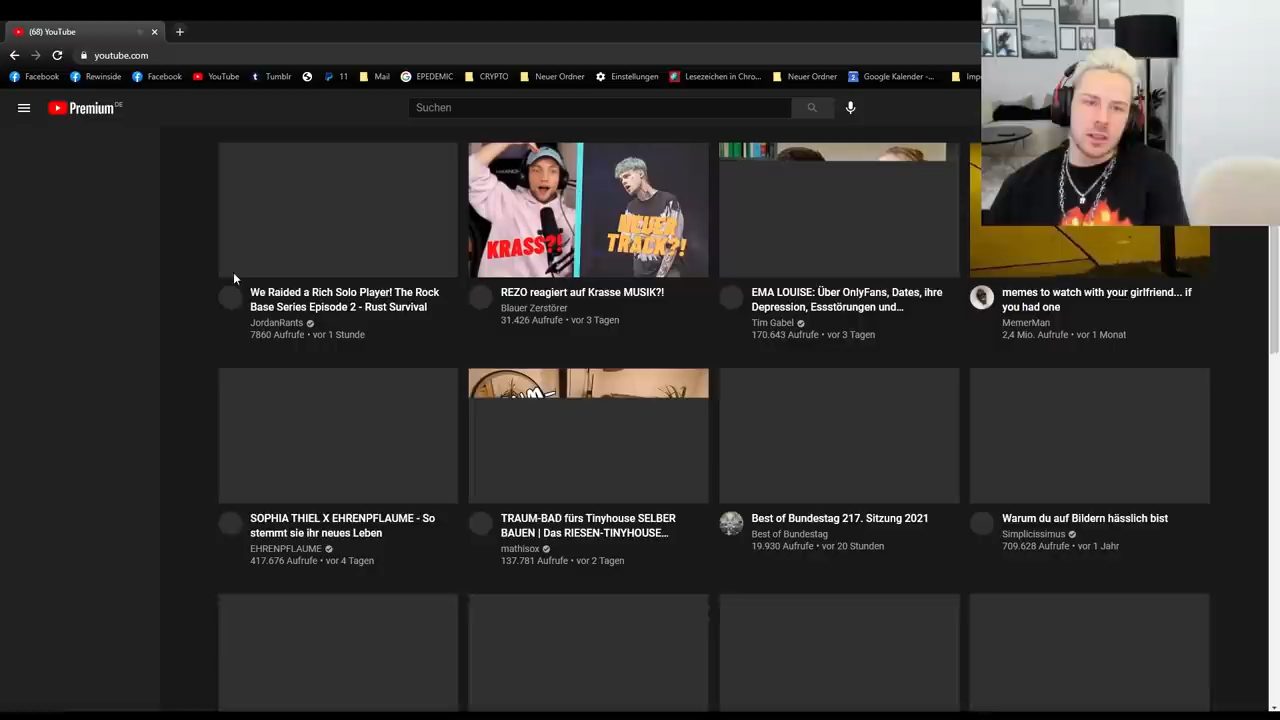 (68) YouTube
youtube.com
Facebook Rewinside Facebook YouTube Tumblr 11 Mail EPEDEMIC CRYPTO Neuer Ordner Einstellungen Lesezeichen in Chro... Neuer Ordner Google Kalender -...
Premium DE
Suchen
KRASS?!
NEUER
TRACK?!
We Raided a Rich Solo Player! The Rock
Base Series Episode 2 - Rust Survival
JordanRants
7860 Aufrufe • vor 1 Stunde
REZO reagiert auf Krasse MUSIK?!
Blauer Zerstörer
31.426 Aufrufe • vor 3 Tagen
EMA LOUISE: Über OnlyFans, Dates, ihre
Depression, Essstörungen und...
Tim Gabel
170.643 Aufrufe • vor 3 Tagen
memes to watch with your girlfriend... if
you had one
MemerMan
2,4 Mio. Aufrufe • vor 1 Monat
SOPHIA THIEL X EHRENPFLAUME - So
stemmt sie ihr neues Leben
EHRENPFLAUME
417.676 Aufrufe • vor 4 Tagen
TRAUM-BAD fürs Tinyhouse SELBER
BAUEN | Das RIESEN-TINYHOUSE...
mathisox
137.781 Aufrufe • vor 2 Tagen
Best of Bundestag 217. Sitzung 2021
Best of Bundestag
19.930 Aufrufe • vor 20 Stunden
Warum du auf Bildern hässlich bist
Simplicissimus
709.628 Aufrufe • vor 1 Jahr